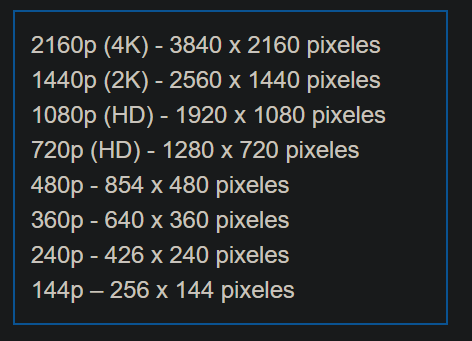 2160p (4K) - 3840 x 2160 pixeles
1440p (2K) - 2560 x 1440 pixeles
1080p (HD) - 1920 x 1080 pixeles
720p (HD) - 1280 x 720 pixeles
480p - 854 x 480 pixeles
360p - 640 x 360 pixeles
240p - 426 x 240 pixeles
144p – 256 x 144 pixeles